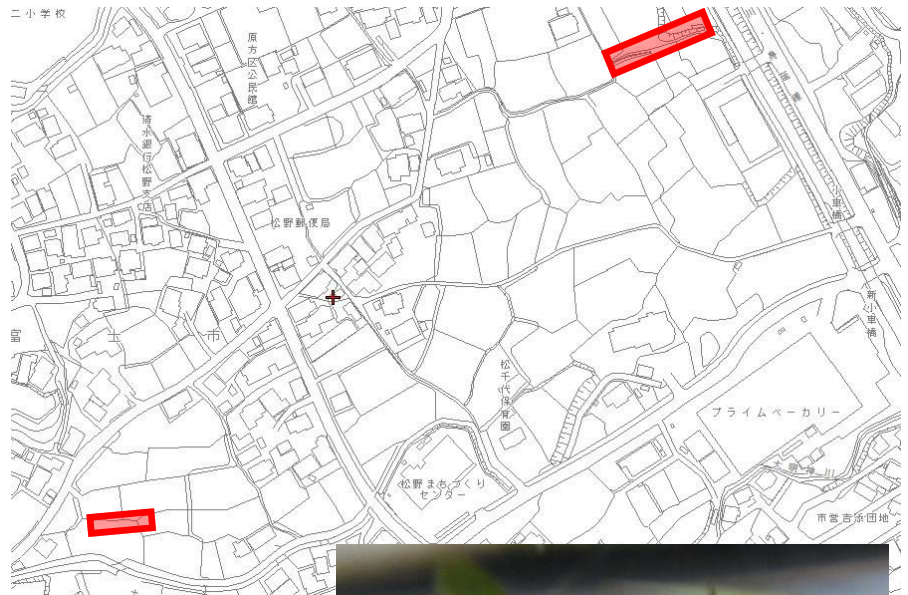 二小学校
原方区公民館
清水銀行松野支店
松野郵便局
富士市
小車橋
新小車橋
松千代保育園
プライムベーカリー
松野まちづくり
センター
市営吉添団地